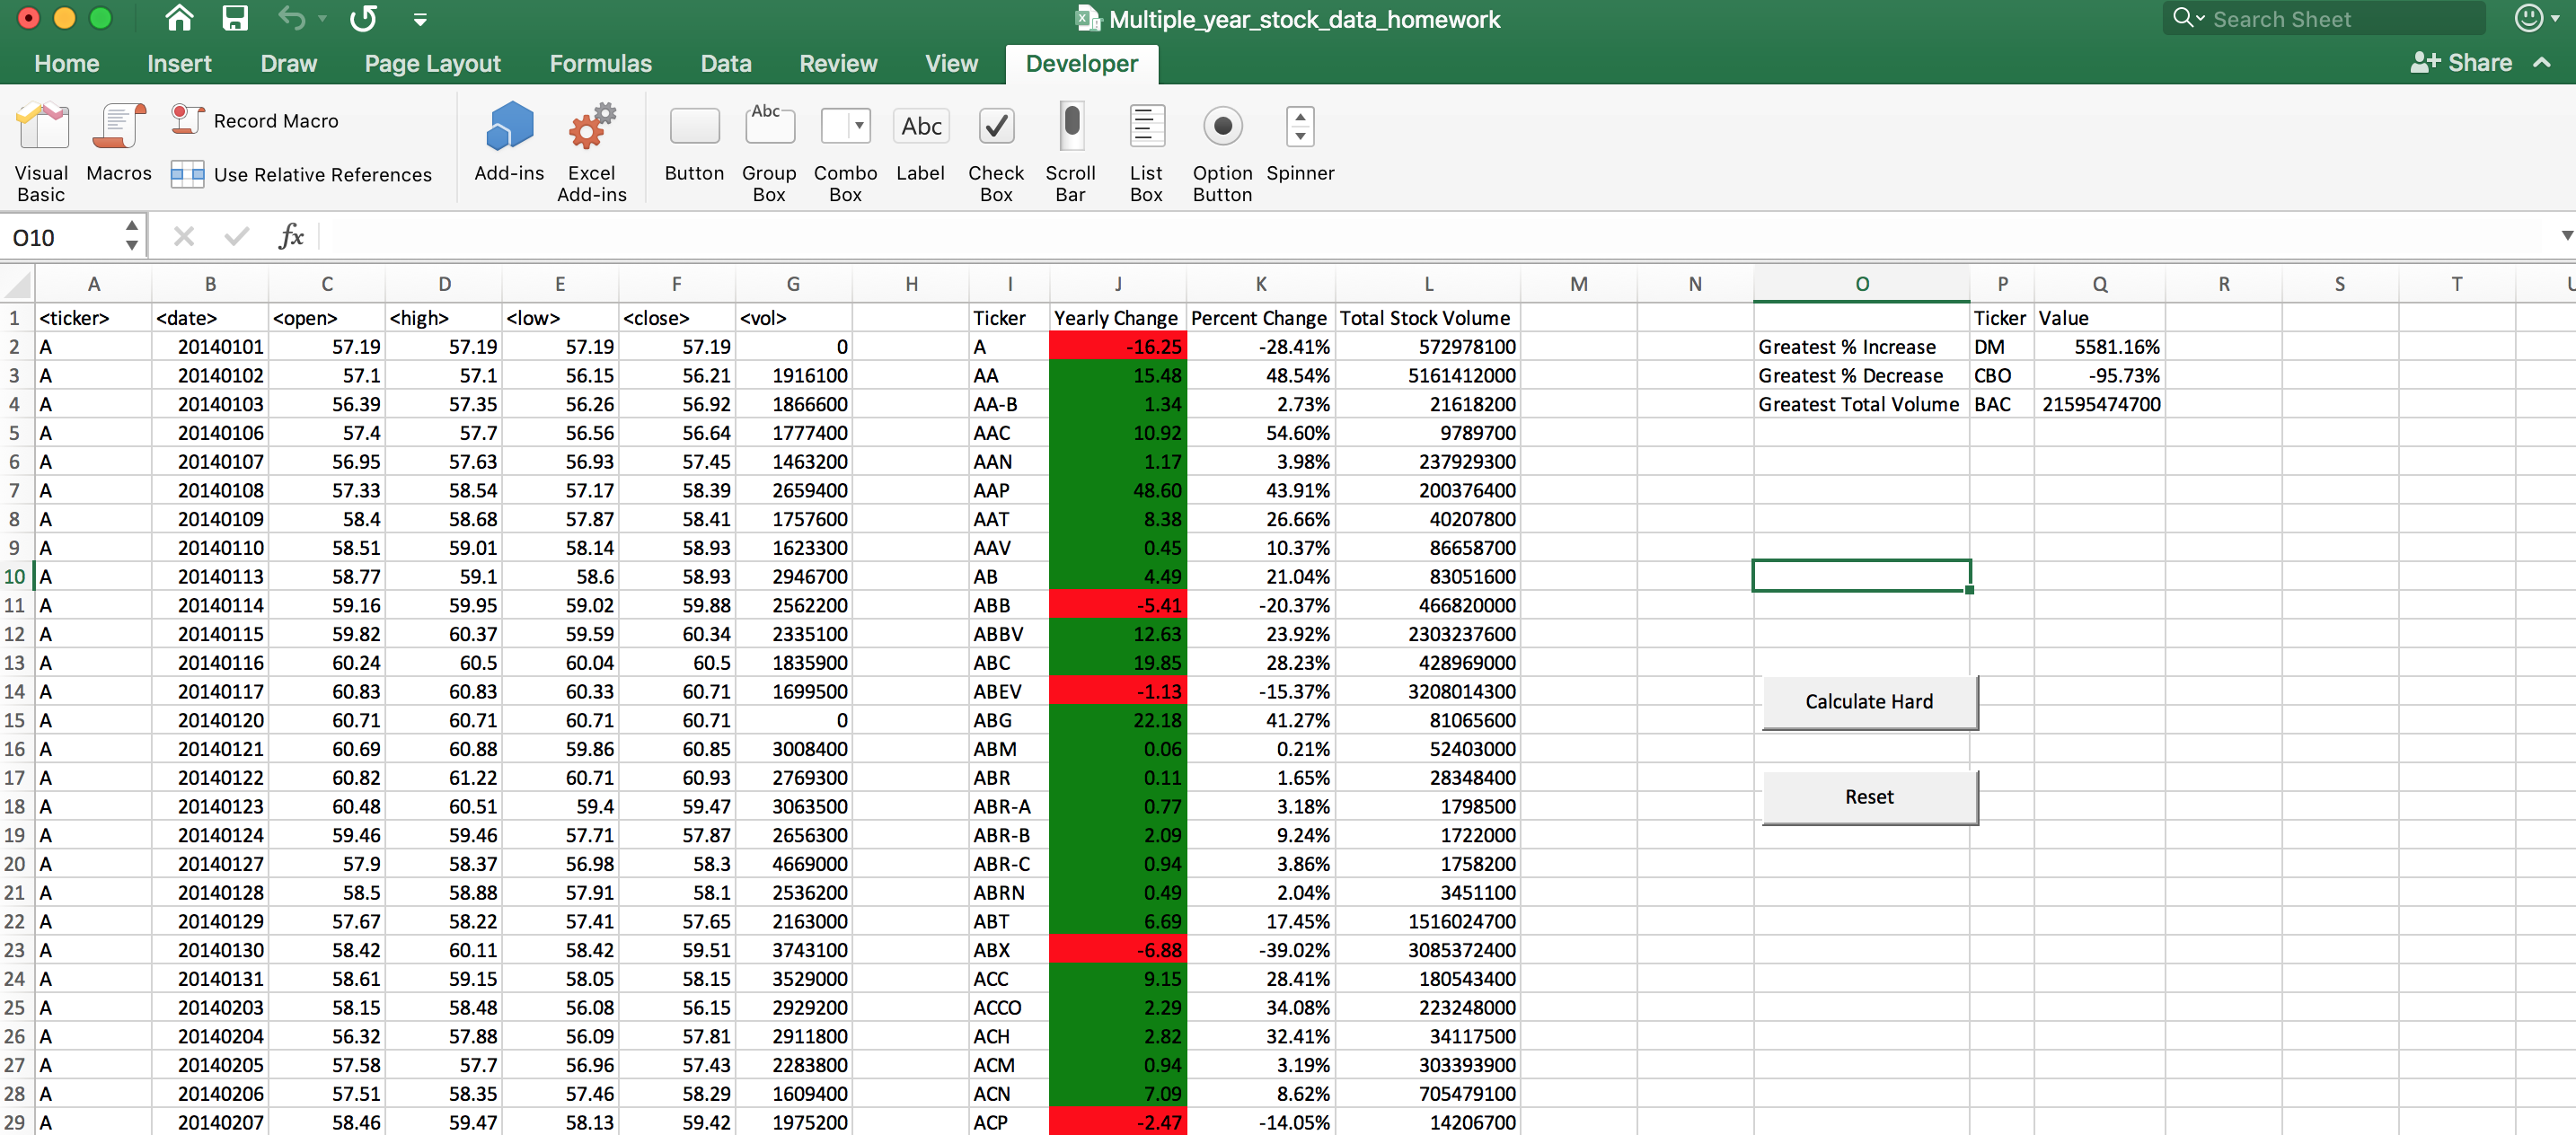 Multiple_year_stock_data_homework
Search Sheet
Home Insert Draw Page Layout Formulas Data Review View Developer Share
Visual Basic
Macros
Record Macro
Use Relative References
Add-ins
Excel Add-ins
Button
Abc
Group Box
Combo Box
Abc
Label
Check Box
Scroll Bar
List Box
Option Button
Spinner
O10 fx
A B C D E F G H I J K L M N O P Q R S T U
1 <ticker> <date> <open> <high> <low> <close> <vol> Ticker Yearly Change Percent Change Total Stock Volume Ticker Value
2 A 20140101 57.19 57.19 57.19 57.19 0 A -16.25 -28.41% 572978100 Greatest % Increase DM 5581.16%
3 A 20140102 57.1 57.1 56.15 56.21 1916100 AA 15.48 48.54% 5161412000 Greatest % Decrease CBO -95.73%
4 A 20140103 56.39 57.35 56.26 56.92 1866600 AA-B 1.34 2.73% 21618200 Greatest Total Volume BAC 21595474700
5 A 20140106 57.4 57.7 56.56 56.64 1777400 AAC 10.92 54.60% 9789700
6 A 20140107 56.95 57.63 56.93 57.45 1463200 AAN 1.17 3.98% 237929300
7 A 20140108 57.33 58.54 57.17 58.39 2659400 AAP 48.60 43.91% 200376400
8 A 20140109 58.4 58.68 57.87 58.41 1757600 AAT 8.38 26.66% 40207800
9 A 20140110 58.51 59.01 58.14 58.93 1623300 AAV 0.45 10.37% 86658700
10 A 20140113 58.77 59.1 58.6 58.93 2946700 AB 4.49 21.04% 83051600
11 A 20140114 59.16 59.95 59.02 59.88 2562200 ABB -5.41 -20.37% 466820000
12 A 20140115 59.82 60.37 59.59 60.34 2335100 ABBV 12.63 23.92% 2303237600
13 A 20140116 60.24 60.5 60.04 60.5 1835900 ABC 19.85 28.23% 428969000
14 A 20140117 60.83 60.83 60.33 60.71 1699500 ABEV -1.13 -15.37% 3208014300 Calculate Hard
15 A 20140120 60.71 60.71 60.71 60.71 0 ABG 22.18 41.27% 81065600
16 A 20140121 60.69 60.88 59.86 60.85 3008400 ABM 0.06 0.21% 52403000
17 A 20140122 60.82 61.22 60.71 60.93 2769300 ABR 0.11 1.65% 28348400 Reset
18 A 20140123 60.48 60.51 59.4 59.47 3063500 ABR-A 0.77 3.18% 1798500
19 A 20140124 59.46 59.46 57.71 57.87 2656300 ABR-B 2.09 9.24% 1722000
20 A 20140127 57.9 58.37 56.98 58.3 4669000 ABR-C 0.94 3.86% 1758200
21 A 20140128 58.5 58.88 57.91 58.1 2536200 ABRN 0.49 2.04% 3451100
22 A 20140129 57.67 58.22 57.41 57.65 2163000 ABT 6.69 17.45% 1516024700
23 A 20140130 58.42 60.11 58.42 59.51 3743100 ABX -6.88 -39.02% 3085372400
24 A 20140131 58.61 59.15 58.05 58.15 3529000 ACC 9.15 28.41% 180543400
25 A 20140203 58.15 58.48 56.08 56.15 2929200 ACCO 2.29 34.08% 223248000
26 A 20140204 56.32 57.88 56.09 57.81 2911800 ACH 2.82 32.41% 34117500
27 A 20140205 57.58 57.7 56.96 57.43 2283800 ACM 0.94 3.19% 303393900
28 A 20140206 57.51 58.35 57.46 58.29 1609400 ACN 7.09 8.62% 705479100
29 A 20140207 58.46 59.47 58.13 59.42 1975200 ACP -2.47 -14.05% 14206700